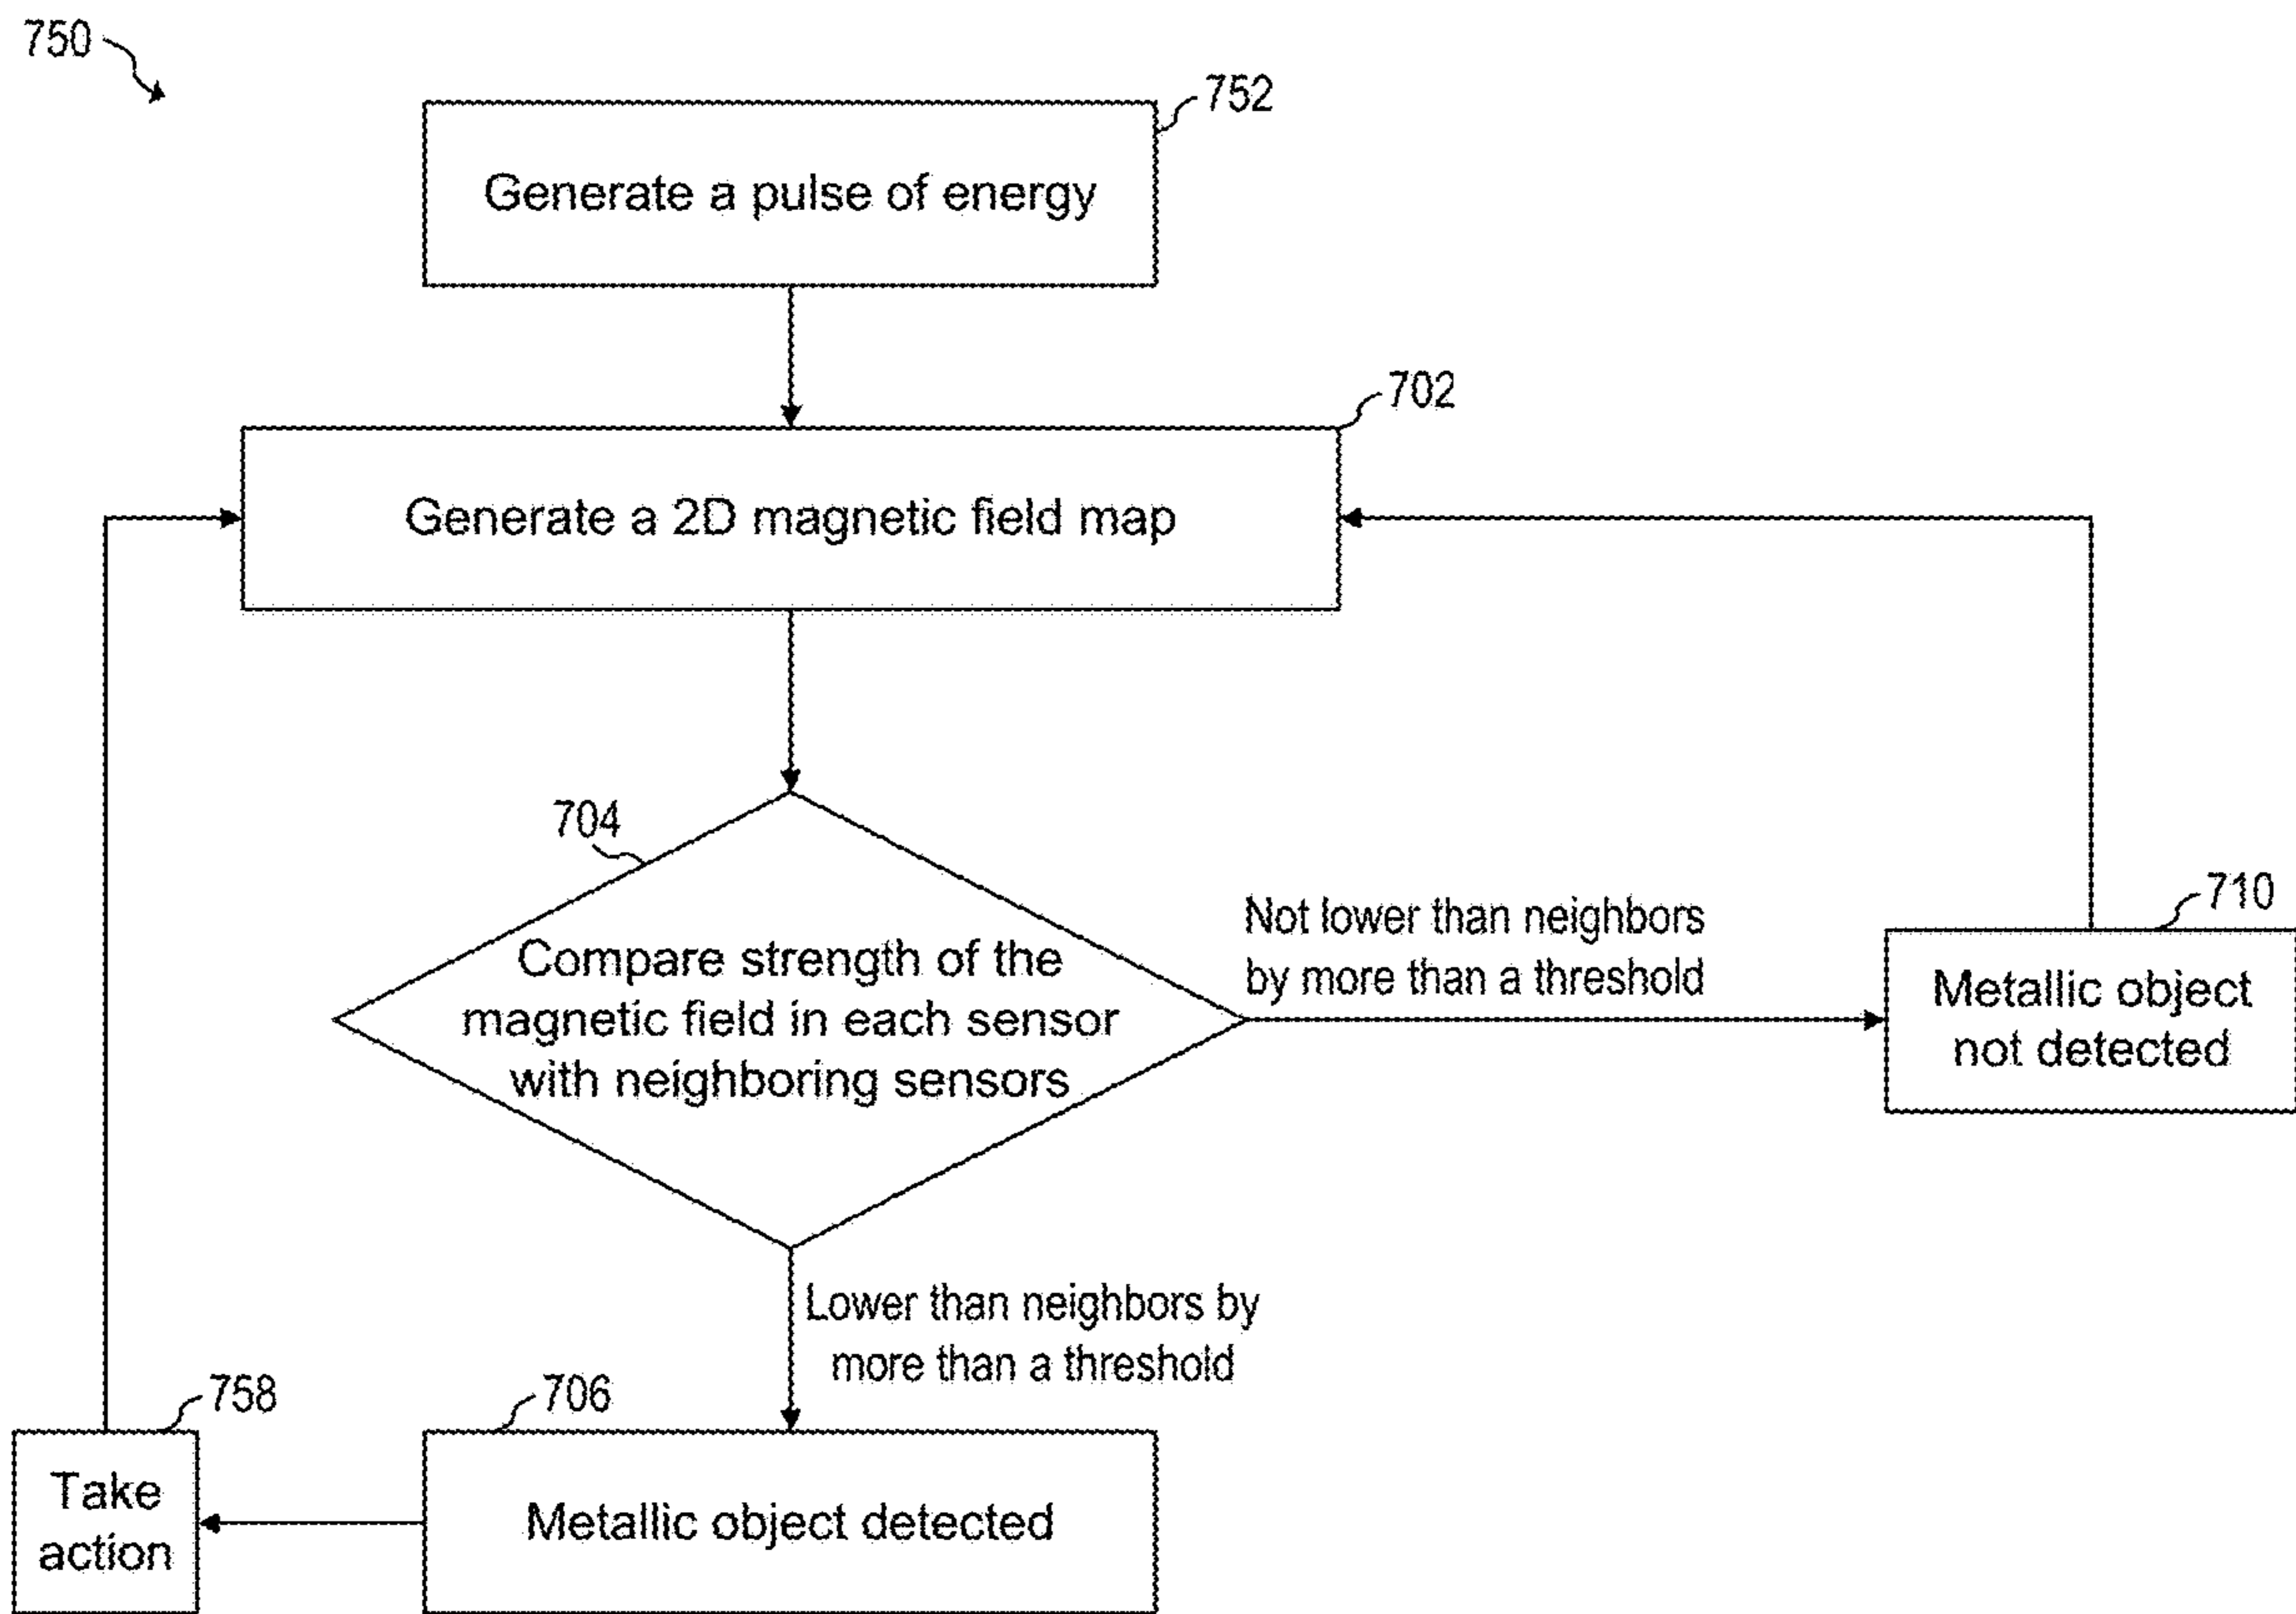 750
752
Generate a pulse of energy
702
Generate a 2D magnetic field map
704
Compare strength of the
magnetic field in each sensor
with neighboring sensors
Not lower than neighbors
by more than a threshold
710
Metallic object
not detected
Lower than neighbors by
more than a threshold
758
Take
action
706
Metallic object detected